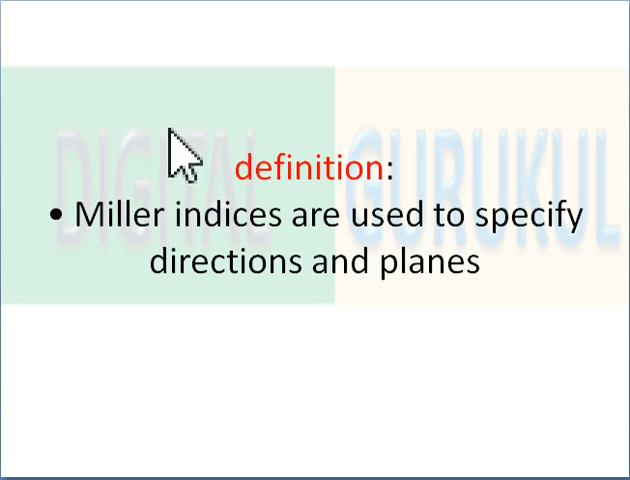 DIGITAL GURUKUL
definition:
• Miller indices are used to specify
directions and planes